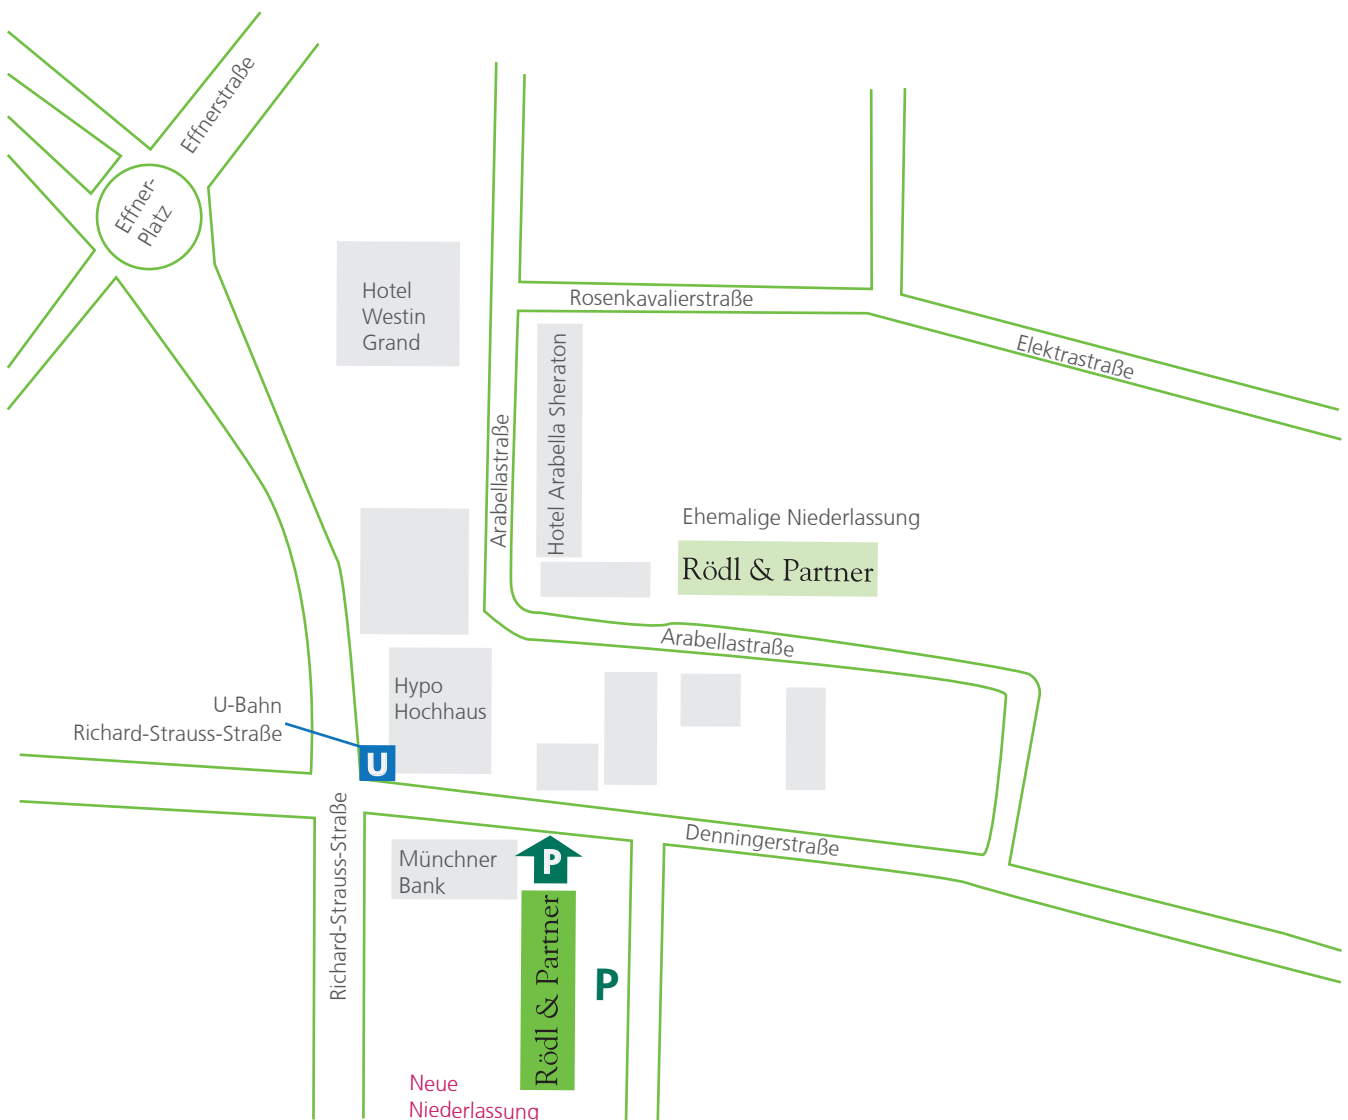 Effnerstraße
Effner-
Platz
Hotel
Westin
Grand
Rosenkavalierstraße
Elektrastraße
Hotel Arabella Sheraton
Arabellastraße
Ehemalige Niederlassung
Rödl & Partner
Arabellastraße
Hypo
Hochhaus
U-Bahn
Richard-Strauss-Straße
U
Denningerstraße
Münchner
Bank
P
Richard-Strauss-Straße
Rödl & Partner
P
Neue
Niederlassung